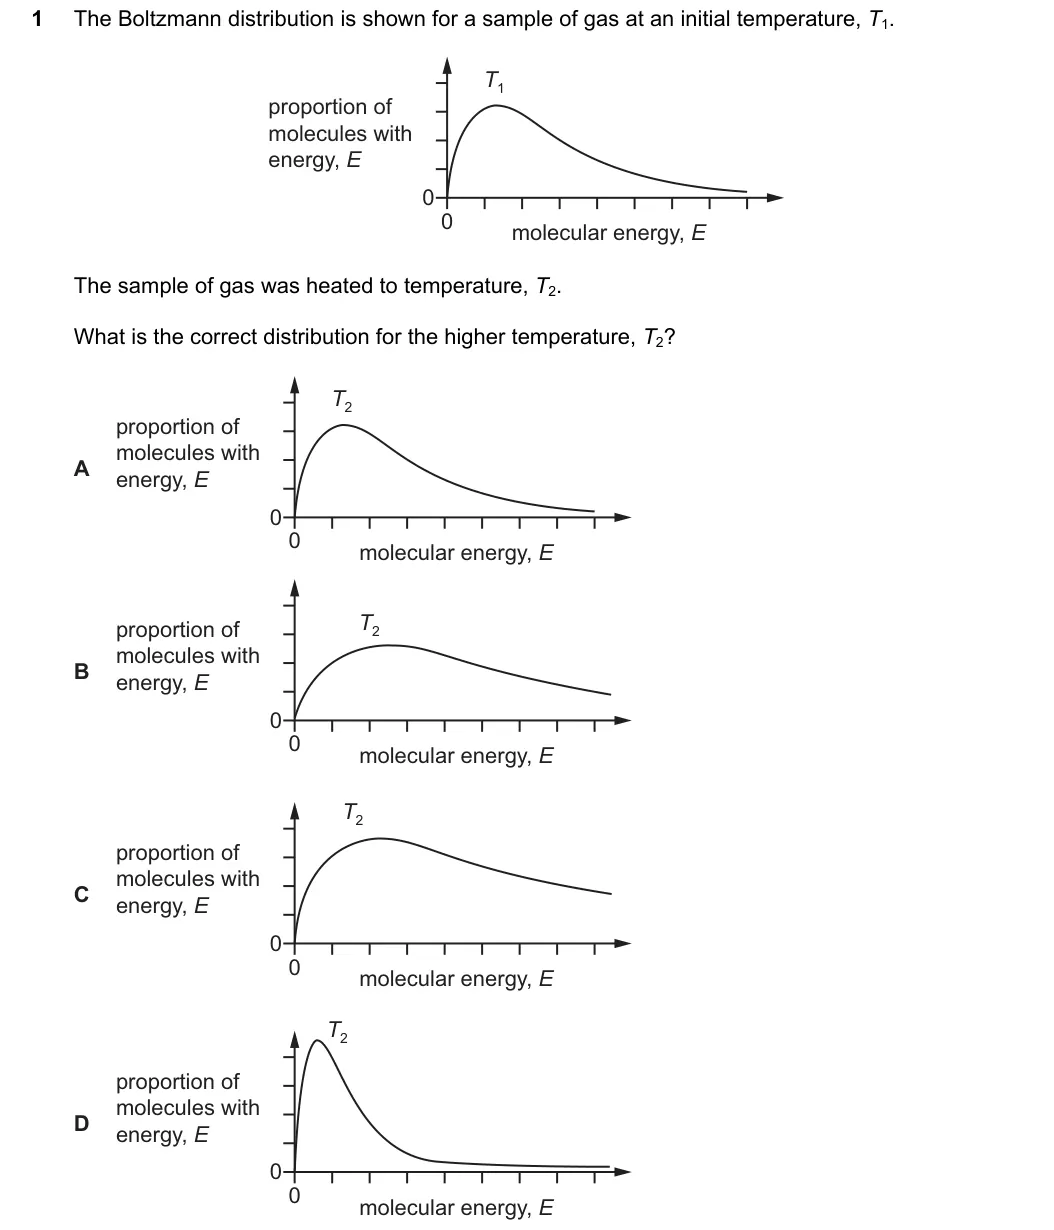 1 The Boltzmann distribution is shown for a sample of gas at an initial temperature, T1.
T1
proportion of
molecules with
energy, E
0
0
molecular energy, E
The sample of gas was heated to temperature, T2.
What is the correct distribution for the higher temperature, T2?
T2
A
proportion of
molecules with
energy, E
0
0
molecular energy, E
T2
B
proportion of
molecules with
energy, E
0
0
molecular energy, E
T2
C
proportion of
molecules with
energy, E
0
0
molecular energy, E
T2
D
proportion of
molecules with
energy, E
0
0
molecular energy, E